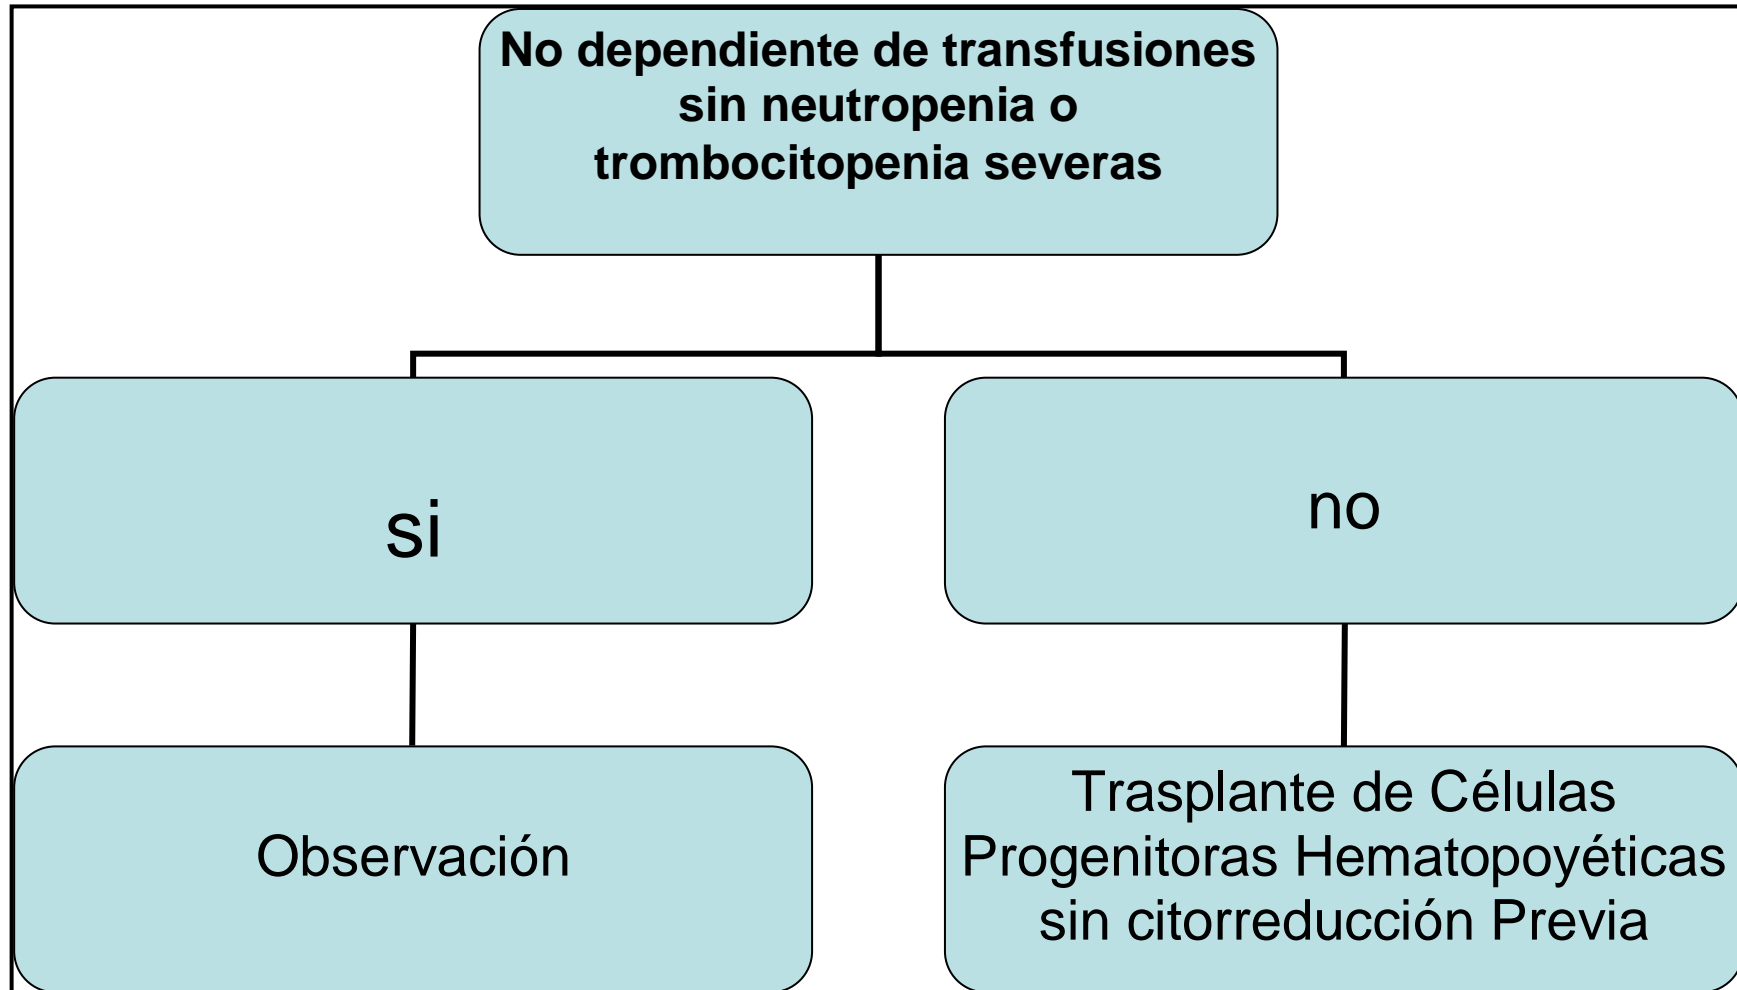 No dependiente de transfusiones
sin neutropenia o
trombocitopenia severas
si
no
Observación
Trasplante de Células
Progenitoras Hematopoyéticas
sin citorreducción Previa